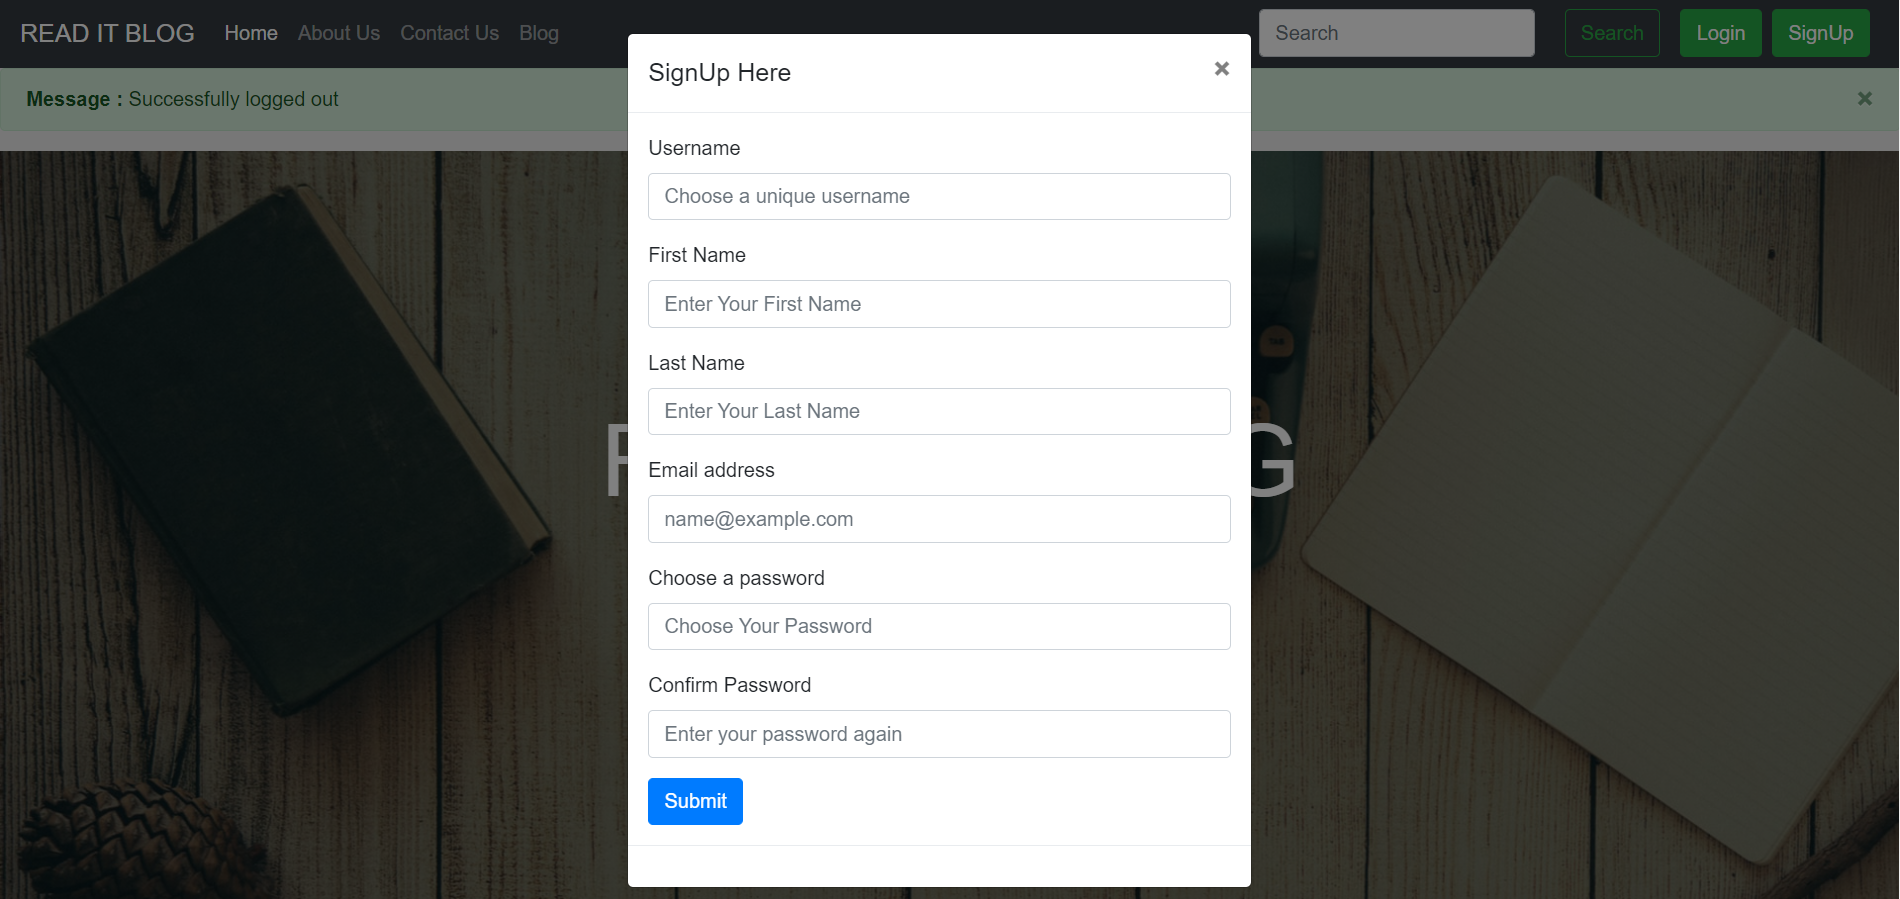 READ IT BLOG Home About Us Contact Us Blog Search Search Login SignUp
Message : Successfully logged out ×
SignUp Here ×
Username
Choose a unique username
First Name
Enter Your First Name
Last Name
Enter Your Last Name
Email address
name@example.com
Choose a password
Choose Your Password
Confirm Password
Enter your password again
Submit